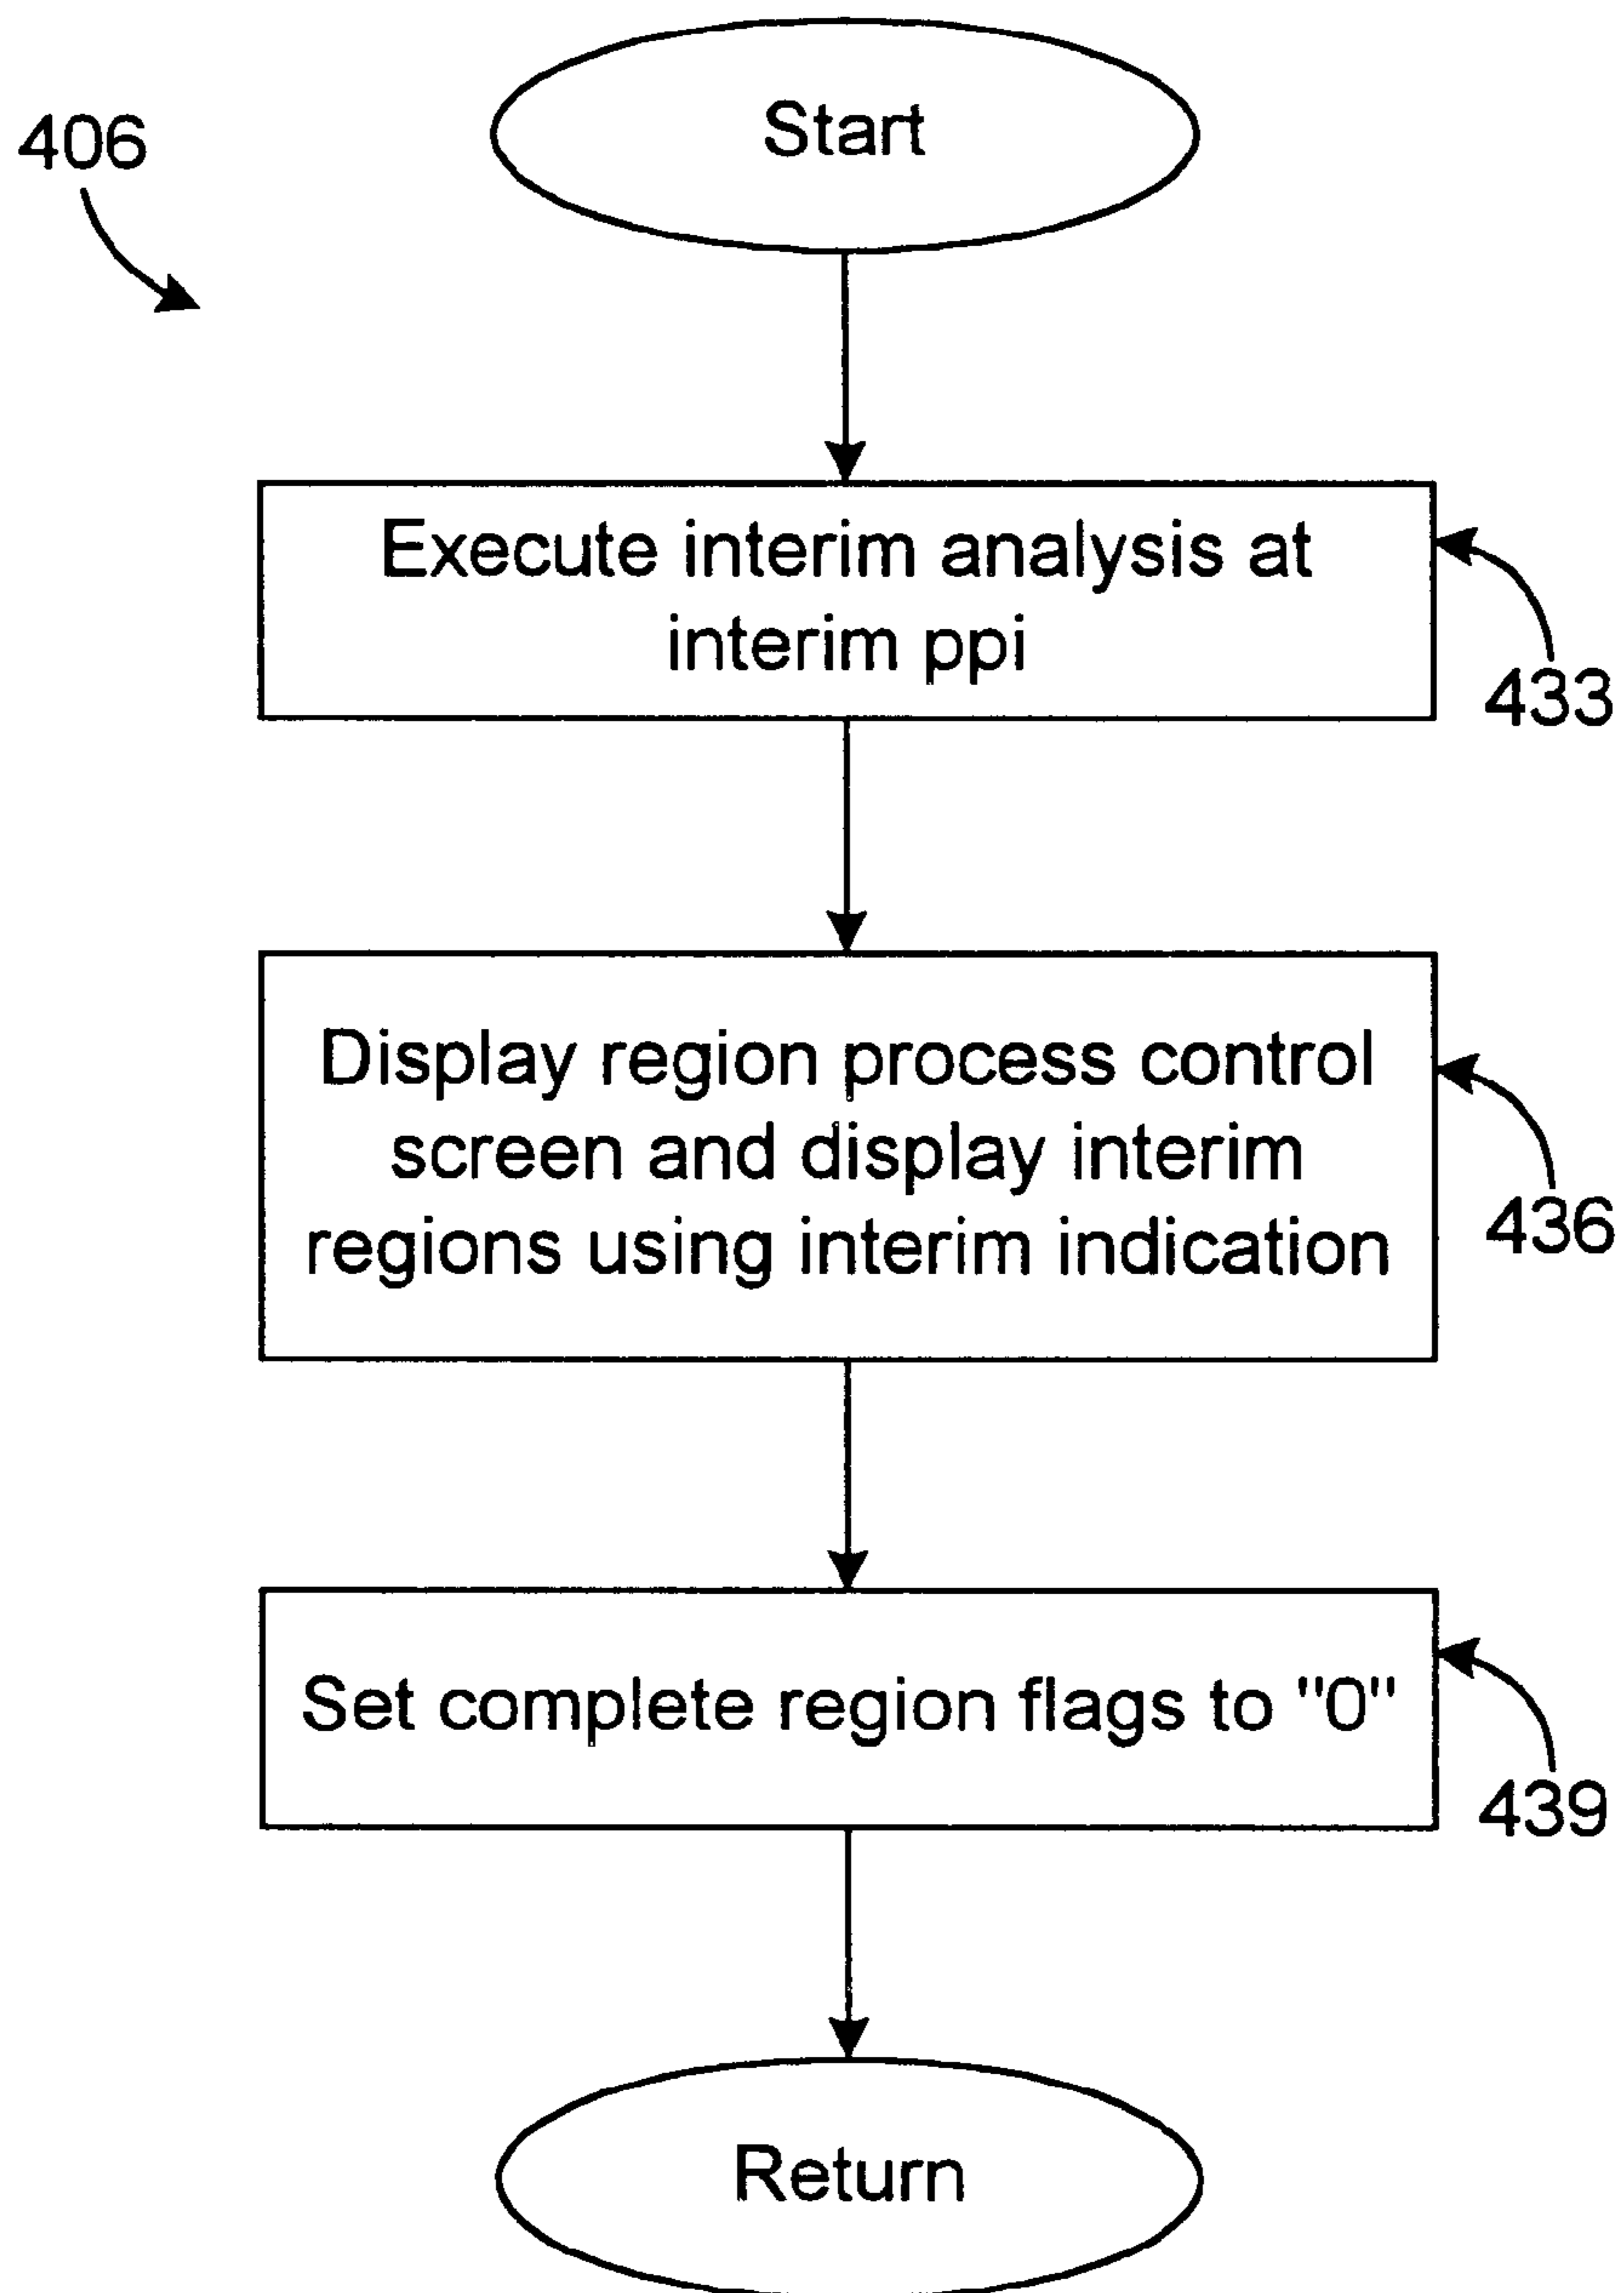 Start
406
Execute interim analysis at
interim ppi
433
Display region process control
screen and display interim
regions using interim indication
436
Set complete region flags to "0"
439
Return